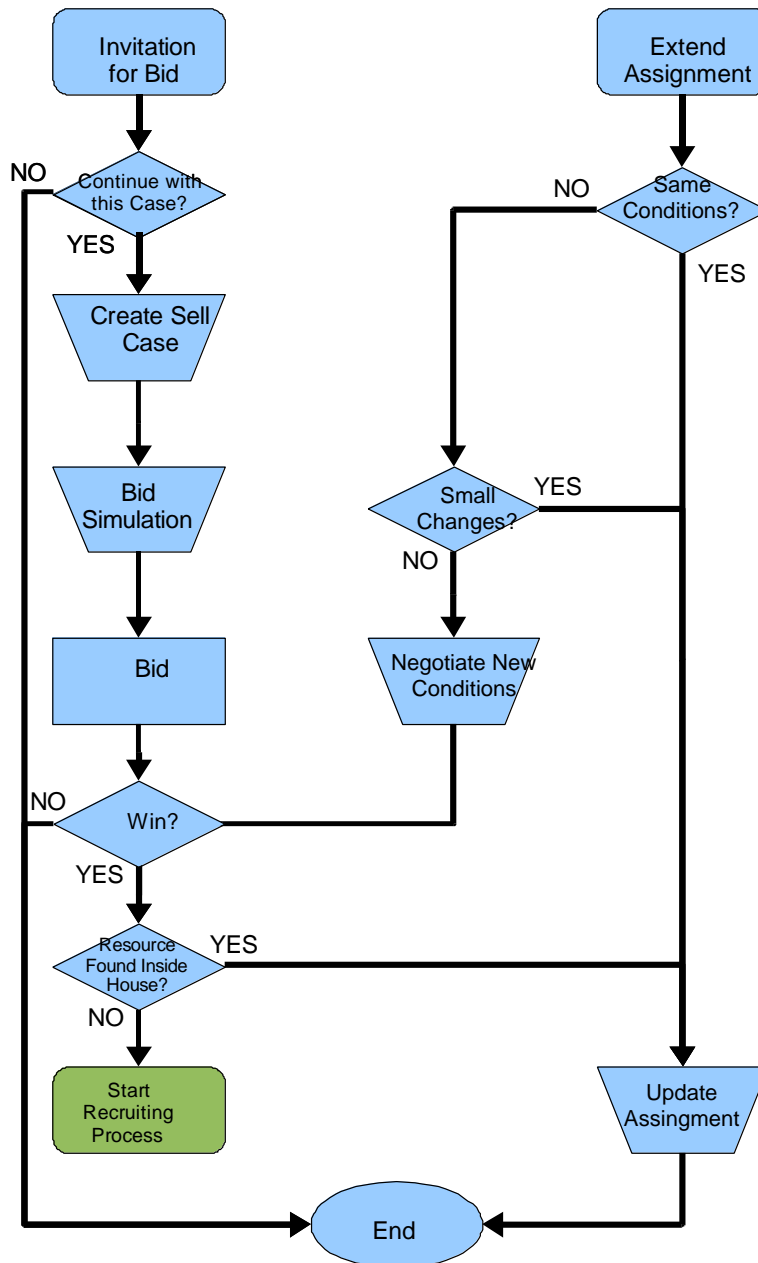 Invitation
for Bid
Extend
Assignment
NO
Continue with
this Case?
YES
NO
Same
Conditions?
YES
Create Sell
Case
Bid
Simulation
Small
Changes?
YES
NO
Bid
Negotiate New
Conditions
NO
Win?
YES
Resource
Found Inside
House?
YES
NO
Start
Recruiting
Process
Update
Assingment
End